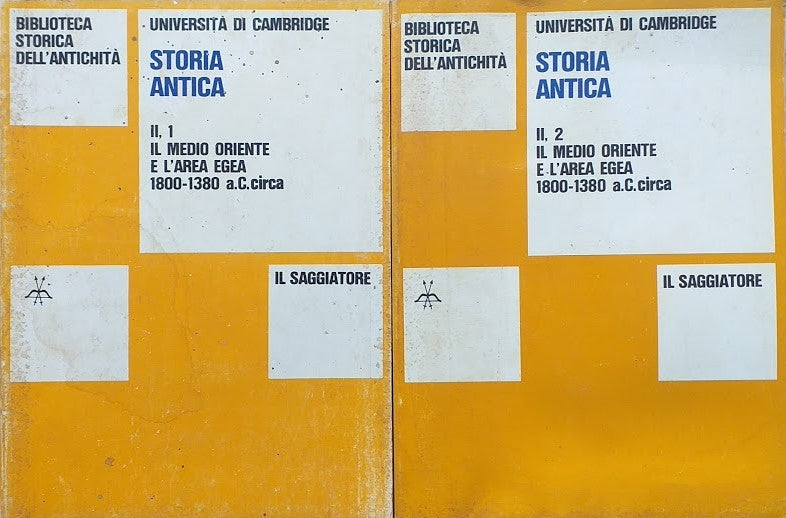 BIBLIOTECA
STORICA
DELL'ANTICHITÀ
UNIVERSITÀ DI CAMBRIDGE
STORIA
ANTICA
II, 1
IL MEDIO ORIENTE
E L'AREA EGEA
1800-1380 a.C.circa
IL SAGGIATORE
BIBLIOTECA
STORICA
DELL'ANTICHITÀ
UNIVERSITÀ DI CAMBRIDGE
STORIA
ANTICA
II, 2
IL MEDIO ORIENTE
E L'AREA EGEA
1800-1380 a.C.circa
IL SAGGIATORE